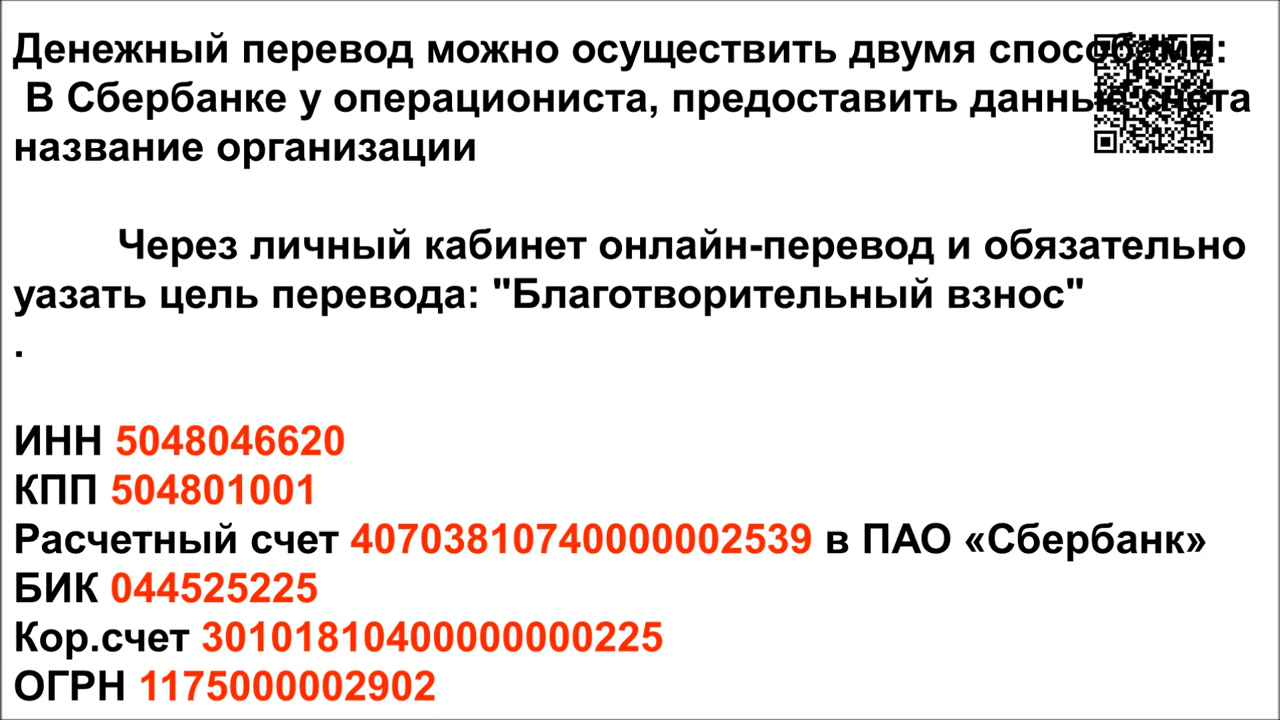 Денежный перевод можно осуществить двумя способами:
В Сбербанке у операциониста, предоставить данные счета
название организации
Через личный кабинет онлайн-перевод и обязательно
уазать цель перевода: "Благотворительный взнос"
.
ИНН 5048046620
КПП 504801001
Расчетный счет 40703810740000002539 в ПАО «Сбербанк»
БИК 044525225
Кор.счет 30101810400000000225
ОГРН 1175000002902